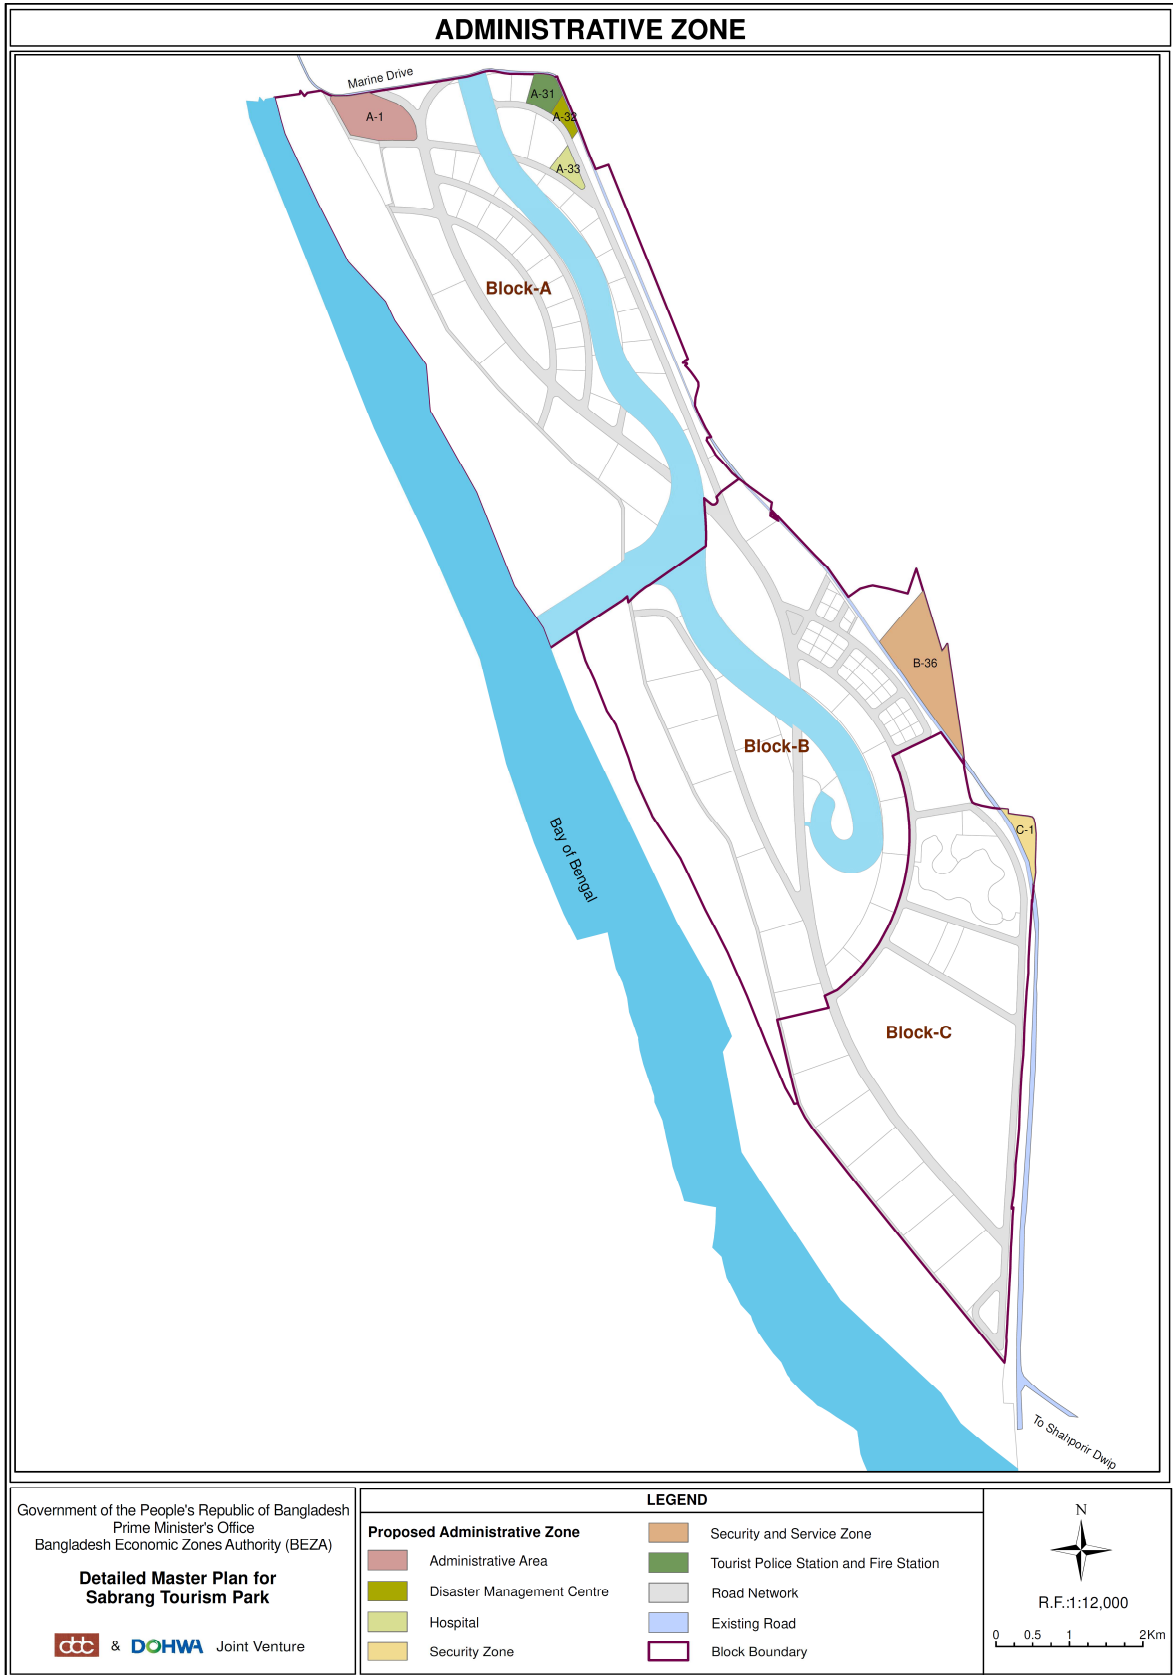 ADMINISTRATIVE ZONE
Marine Drive
A-1
A-31
A-32
A-33
Block-A
B-36
Block-B
C-1
Bay of Bengal
Block-C
To Shahporir Dwip
Government of the People's Republic of Bangladesh
Prime Minister's Office
Bangladesh Economic Zones Authority (BEZA)
Detailed Master Plan for
Sabrang Tourism Park
& DOHWA Joint Venture
LEGEND
Proposed Administrative Zone
Administrative Area
Disaster Management Centre
Hospital
Security Zone
Security and Service Zone
Tourist Police Station and Fire Station
Road Network
Existing Road
Block Boundary
N
R.F.:1:12,000
0 0.5 1 2Km